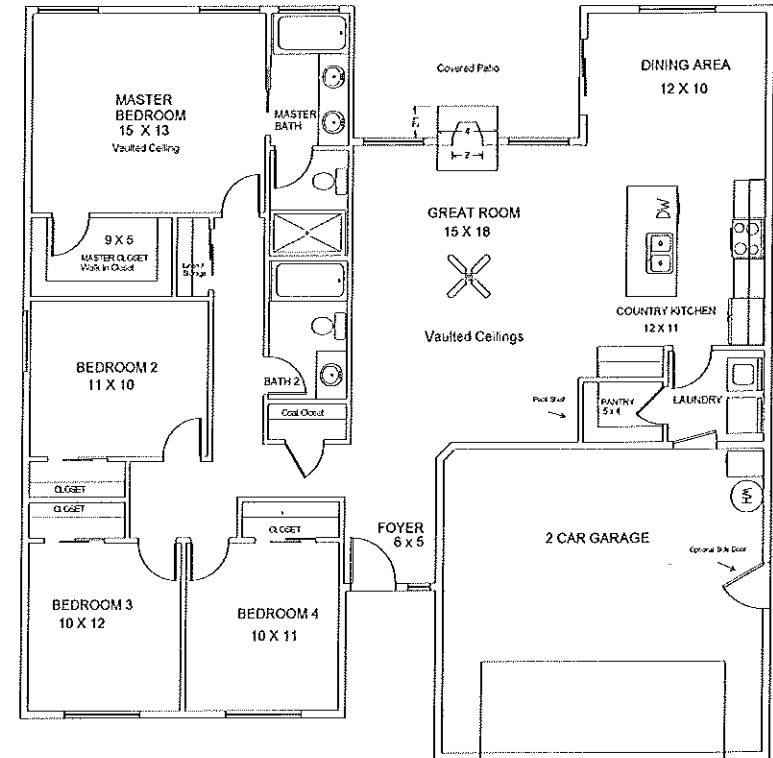 MASTER
BEDROOM
15 X 13
Vaulted Ceiling
MASTER
BATH
Covered Patio
4
2
DINING AREA
12 X 10
9 X 5
MASTER CLOSET
Walk in Closet
Storage
GREAT ROOM
15 X 18
Vaulted Ceilings
DW
COUNTRY KITCHEN
12 X 11
BEDROOM 2
11 X 10
BATH 2
Coat Closet
PANTRY
5 x 4
LAUNDRY
CLOSET
CLOSET
CLOSET
FOYER
6 x 5
WH
2 CAR GARAGE
Optional Side Door
BEDROOM 3
10 X 12
BEDROOM 4
10 X 11